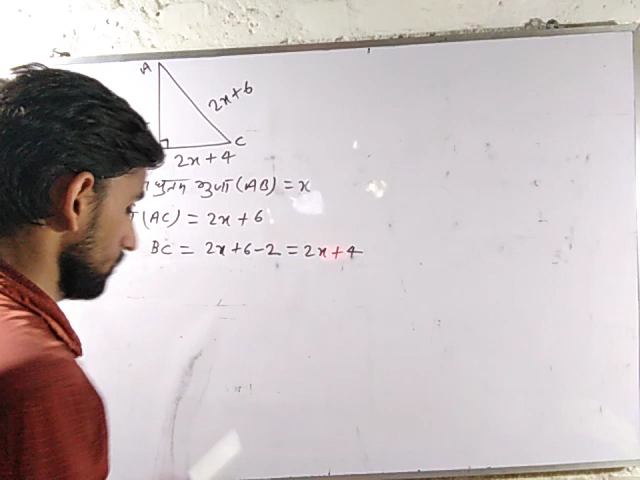 A
2x+6
C
2x+4
भुजा (AB) = x
(AC) = 2x+6
BC = 2x+6-2 = 2x+4